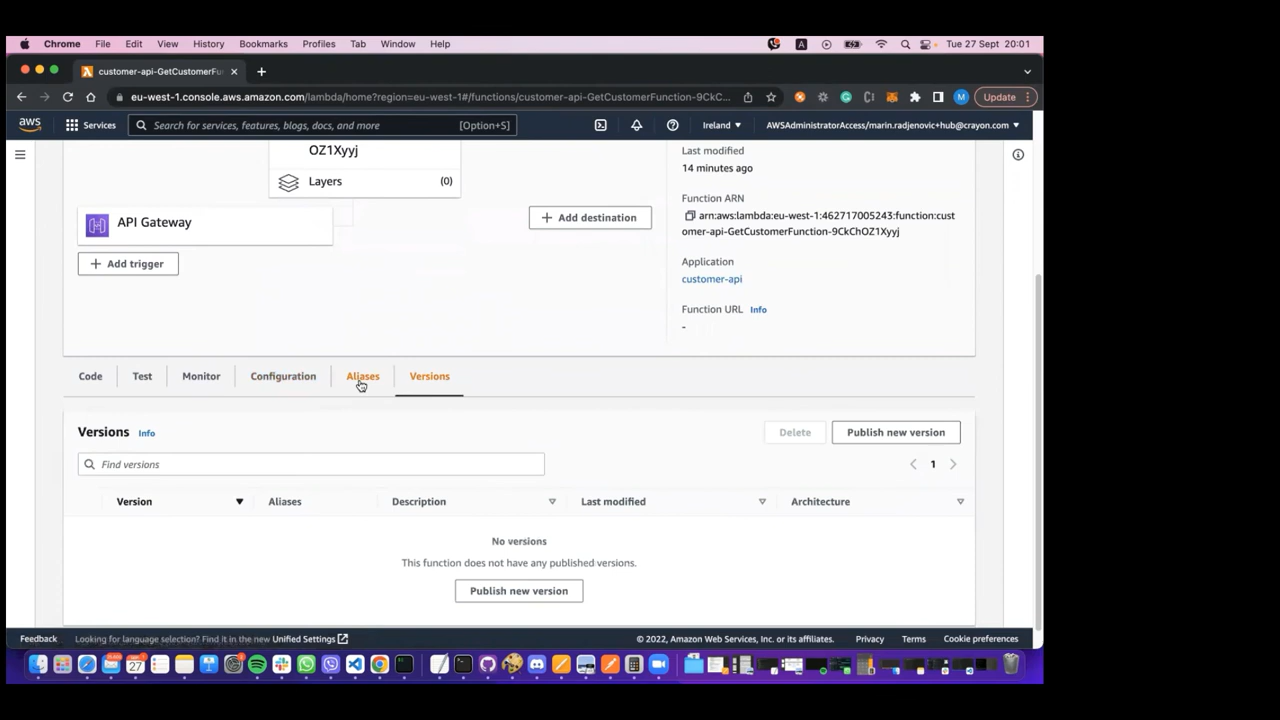 Chrome File Edit View History Bookmarks Profiles Tab Window Help A Tue 27 Sept 20:01
customer-api-GetCustomerFu
eu-west-1.console.aws.amazon.com/lambda/home?region=eu-west-1#/functions/customer-api-GetCustomerFunction-9CkC... M Update
aws Services Search for services, features, blogs, docs, and more [Option+S] Ireland AWSAdministratorAccess/marin.radjenovic+hub@crayon.com
OZ1Xyyj
Layers (0)
API Gateway
Add destination
Add trigger
Last modified
14 minutes ago
Function ARN
arn:aws:lambda:eu-west-1:462717005243:function:cust
omer-api-GetCustomerFunction-9CkChOZ1Xyyj
Application
customer-api
Function URL Info
-
Code Test Monitor Configuration Aliases Versions
Versions Info Delete Publish new version
Find versions 1
Version Aliases Description Last modified Architecture
No versions
This function does not have any published versions.
Publish new version
Feedback Looking for language selection? Find it in the new Unified Settings © 2022, Amazon Web Services, Inc. or its affiliates. Privacy Terms Cookie preferences
27